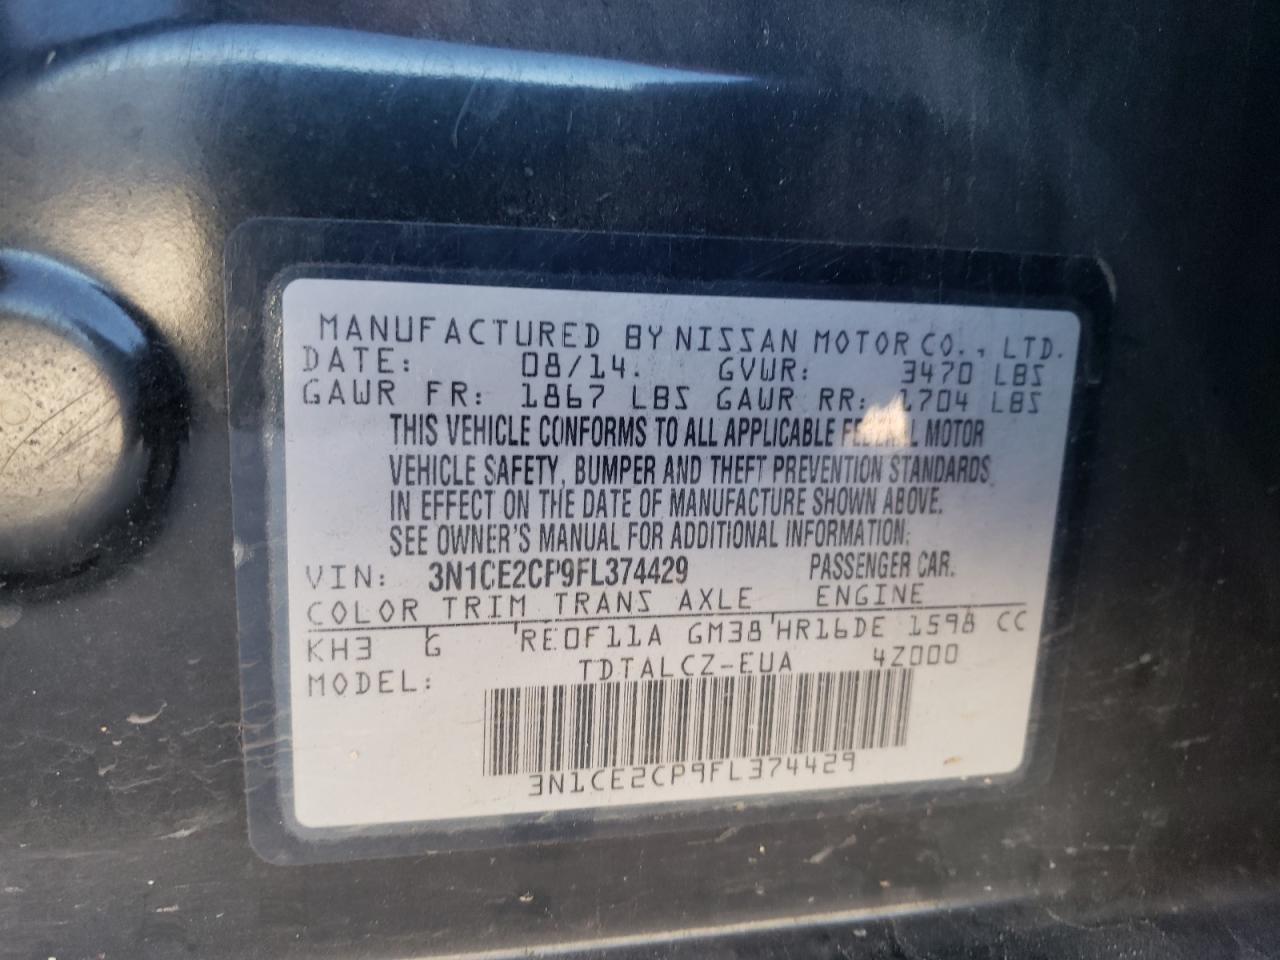 MANUFACTURED BY NISSAN MOTOR CO., LTD.
DATE: 08/14. GVWR: 3470 LBS
GAWR FR: 1867 LBS GAWR RR: 1704 LBS
THIS VEHICLE CONFORMS TO ALL APPLICABLE FEDERAL MOTOR
VEHICLE SAFETY, BUMPER AND THEFT PREVENTION STANDARDS
IN EFFECT ON THE DATE OF MANUFACTURE SHOWN ABOVE.
SEE OWNER'S MANUAL FOR ADDITIONAL INFORMATION:
VIN: 3N1CE2CP9FL374429 PASSENGER CAR.
COLOR TRIM TRANS AXLE ENGINE
KH3 G RE0F11A GM38 HR16DE 1598 CC
MODEL: TDTALCZ-EUA 4Z000
3N1CE2CP9FL374429